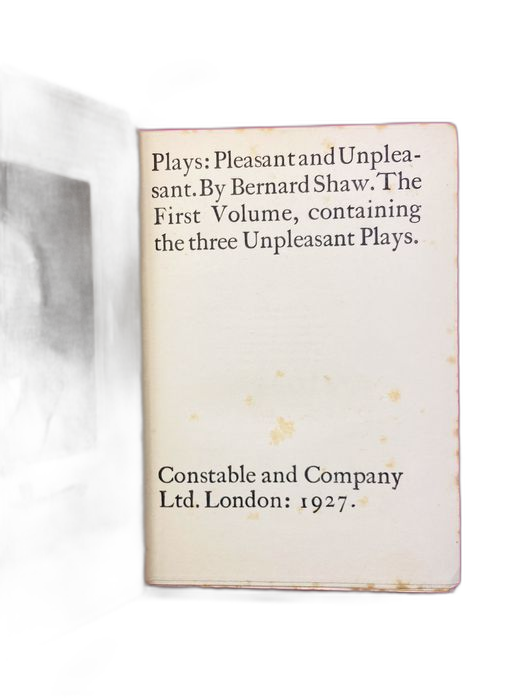 Plays: Pleasant and Unplea-
sant. By Bernard Shaw. The
First Volume, containing
the three Unpleasant Plays.
Constable and Company
Ltd. London: 1927.